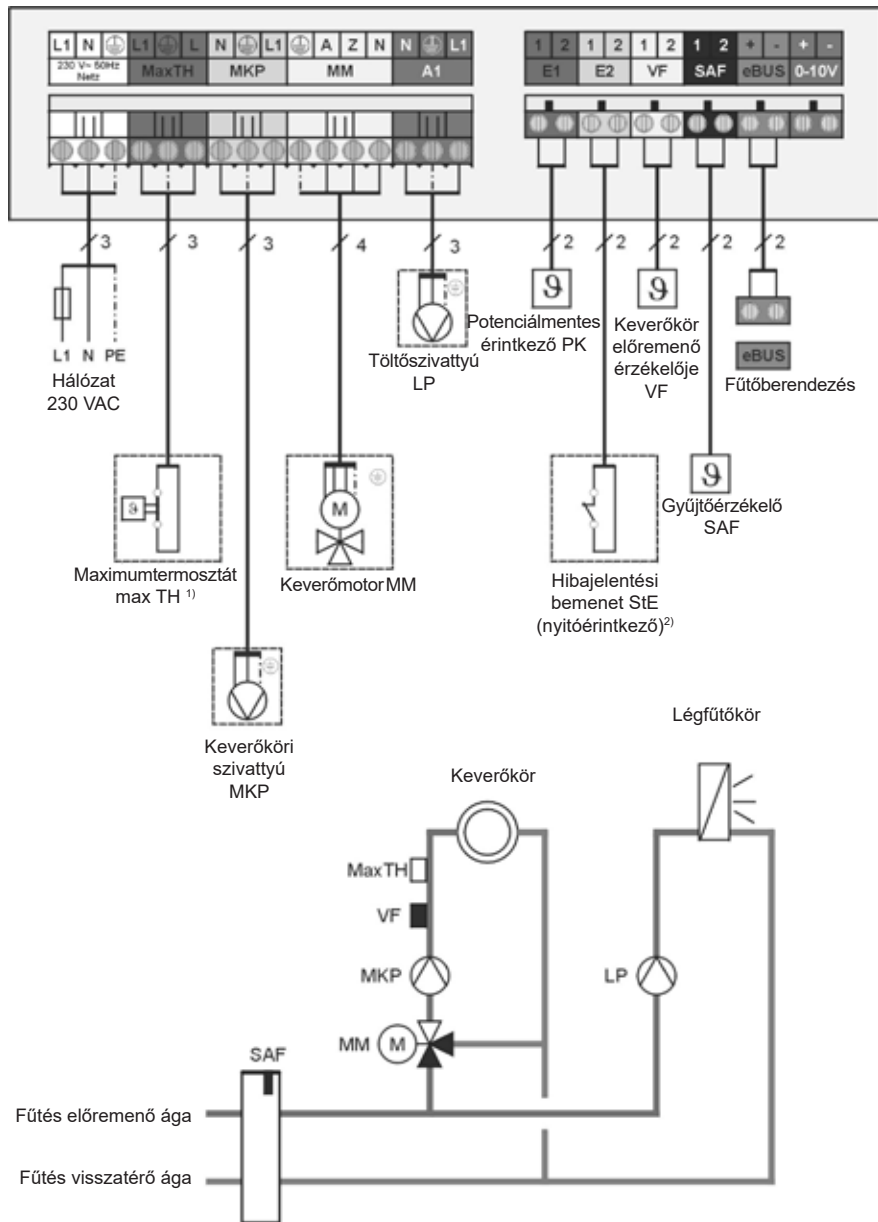 L1 N L1 L N L1 A Z N N L1
230 V~ 50Hz
Netz
MaxTH MKP MM A1
1 2 1 2 1 2 1 2 + - + -
E1 E2 VF SAF eBUS 0-10V
3 3 3 4 3 2 2 2 2 2
L1 N PE
Hálózat
230 VAC
Töltőszivattyú
LP
ϑ
Potenciálmentes
érintkező PK
ϑ
Keverőkör
előremenő
érzékelője
VF
eBUS
Fűtőberendezés
ϑ
Maximumtermosztát
max TH 1)
M
Keverőmotor MM
Hibajelentési
bemenet StE
(nyitóérintkező)2)
ϑ
Gyűjtőérzékelő
SAF
Keverőköri
szivattyú
MKP
Légfűtőkör
Keverőkör
MaxTH
VF
MKP
LP
MM M
SAF
Fűtés előremenő ága
Fűtés visszatérő ága